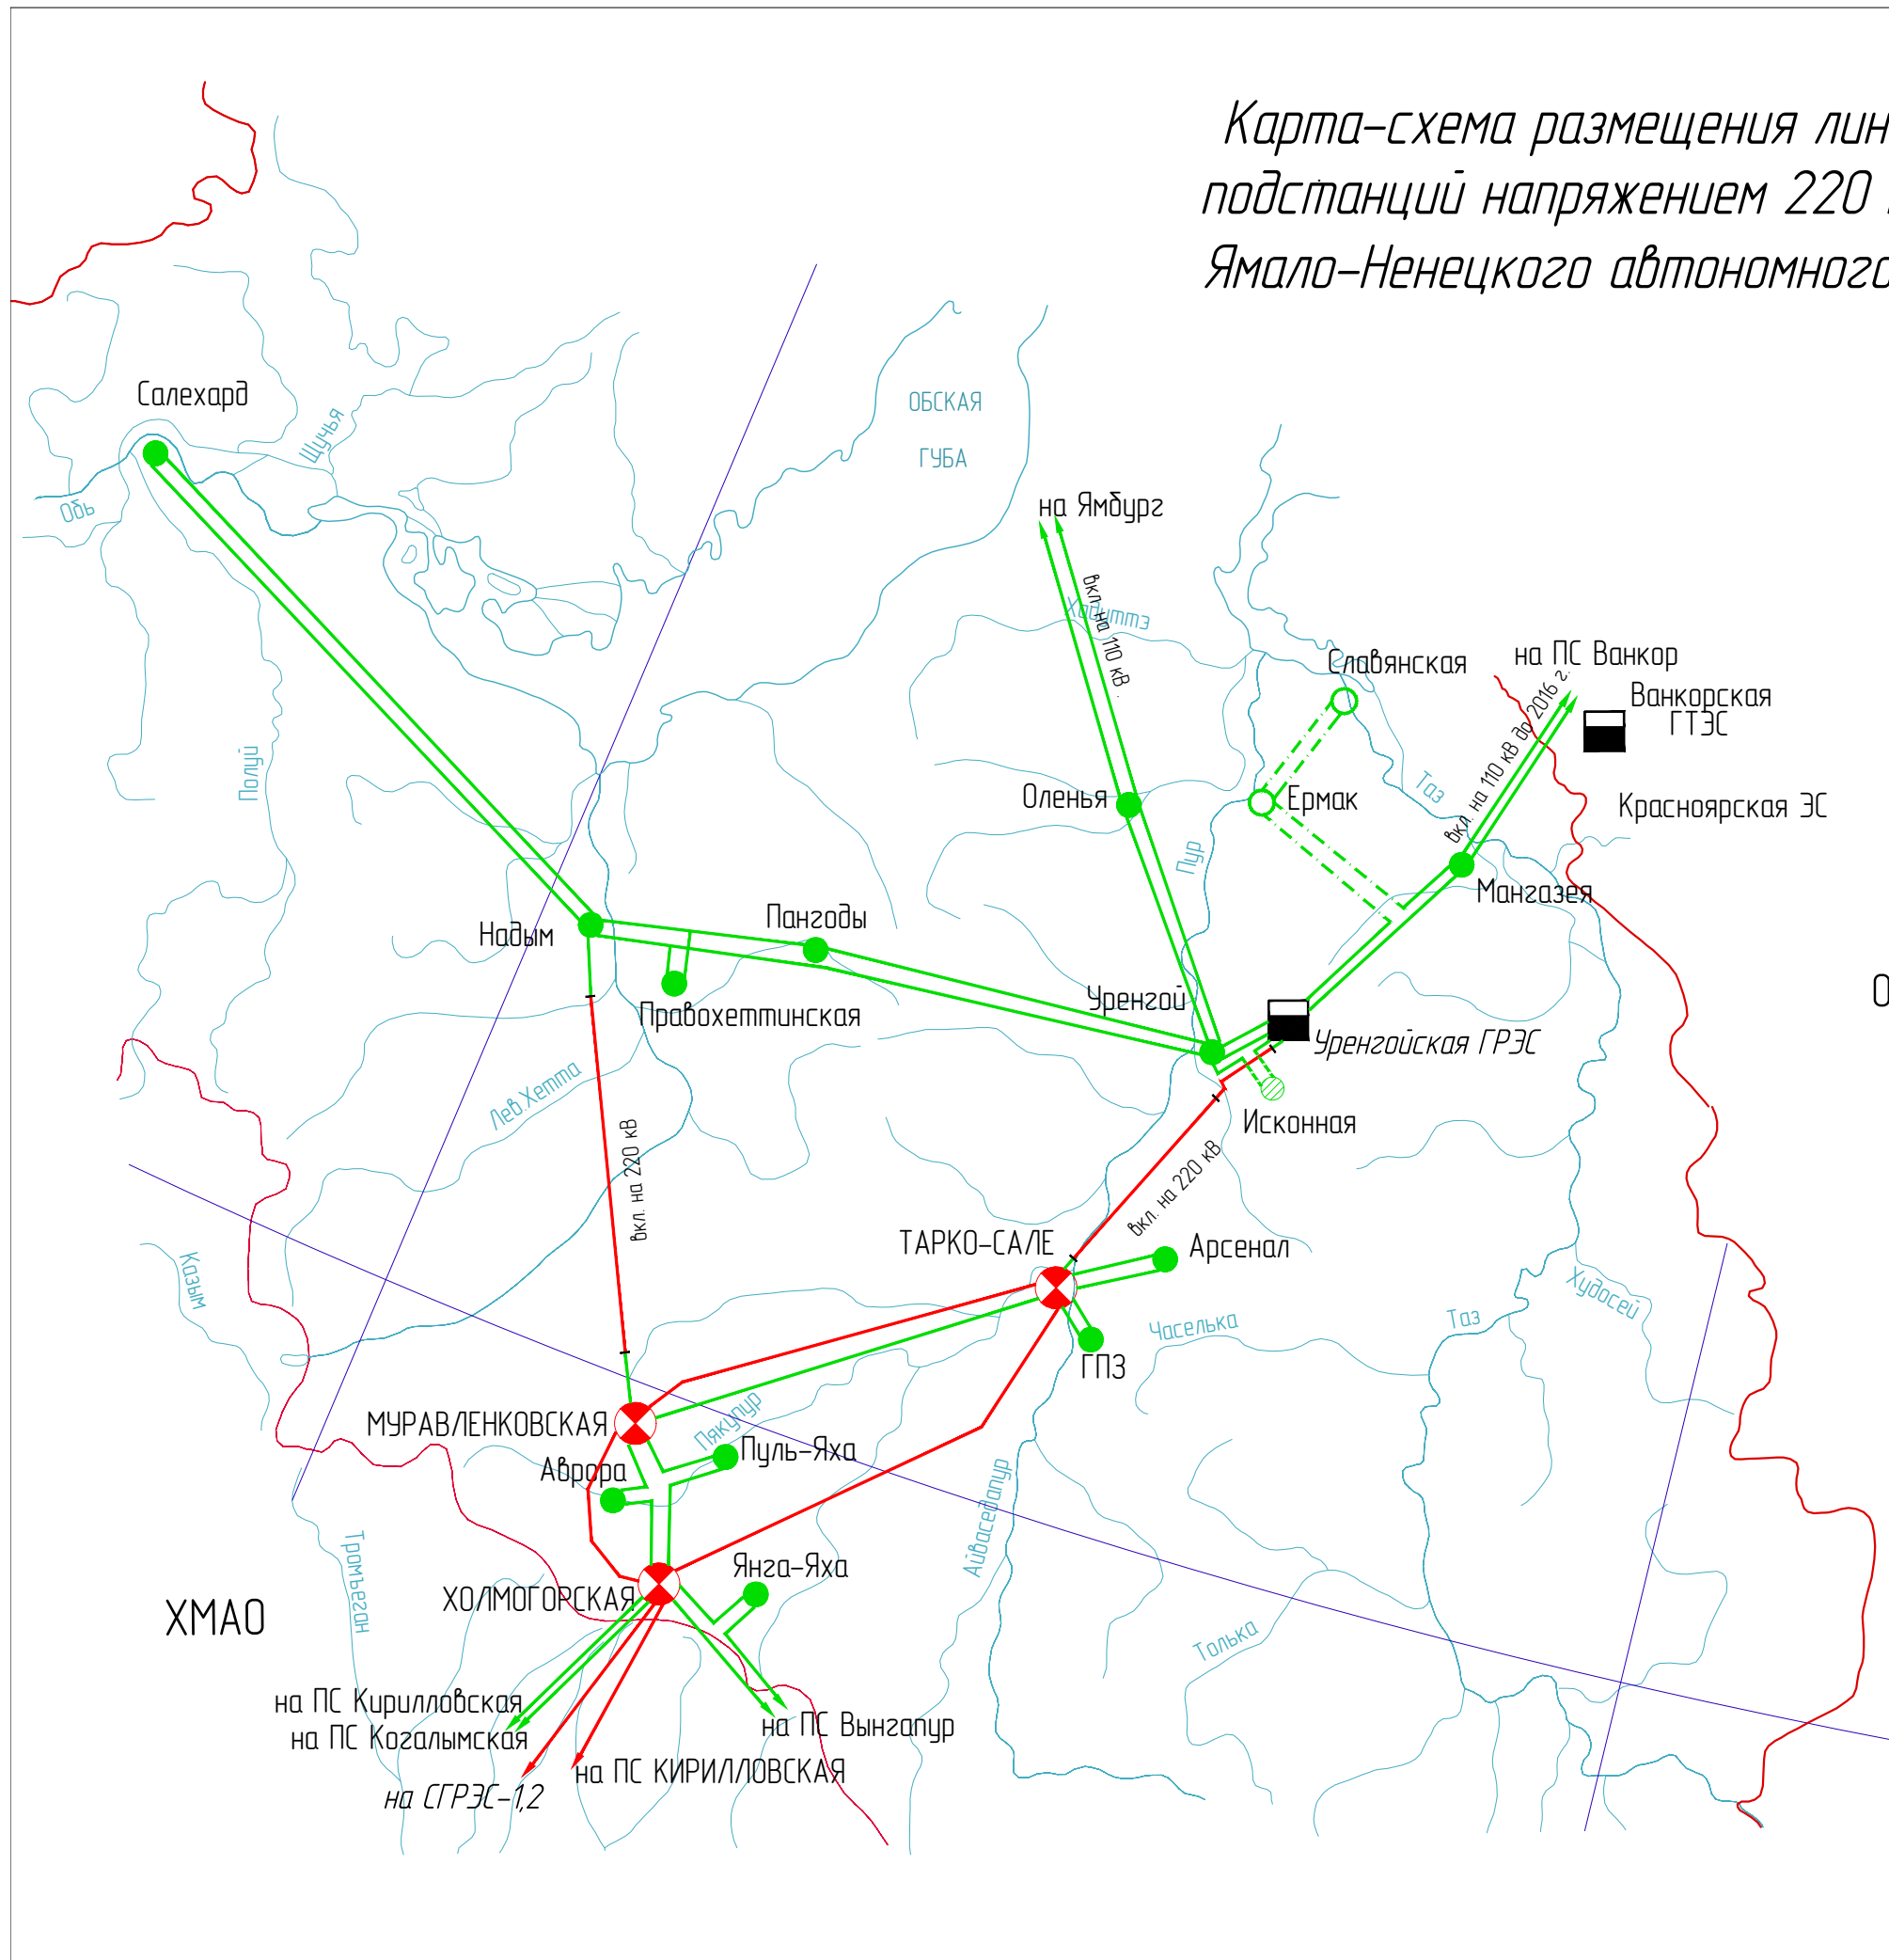 Карта-схема размещения лин
подстанций напряжением 220
Ямало-Ненецкого автономного
Салехард
Щучья
Обь
ОБСКАЯ
ГУБА
на Ямбург
вкл. на 110 кВ
Хадуттэ
Славянская
на ПС Ванкор
Ванкорская
ГТЭС
вкл. на 110 кВ до 2016 г.
Полуй
Оленья
Ермак
Таз
Красноярская ЭС
Пур
Мангазея
Надым
Пангоды
Правохеттинская
Уренгой
Уренгойская ГРЭС
О
Лев.Хетта
Исконная
вкл. на 220 кВ
вкл. на 220 кВ
ТАРКО-САЛЕ
Арсенал
Казым
Худосей
Часелька
Таз
ГПЗ
МУРАВЛЕНКОВСКАЯ
Пякупур
Пуль-Яха
Аврора
Айваседапур
Тромъеган
Янга-Яха
ХОЛМОГОРСКАЯ
ХМАО
Толька
на ПС Кирилловская
на ПС Когалымская
на ПС Вынгапур
на ПС КИРИЛЛОВСКАЯ
на СГРЭС-1,2